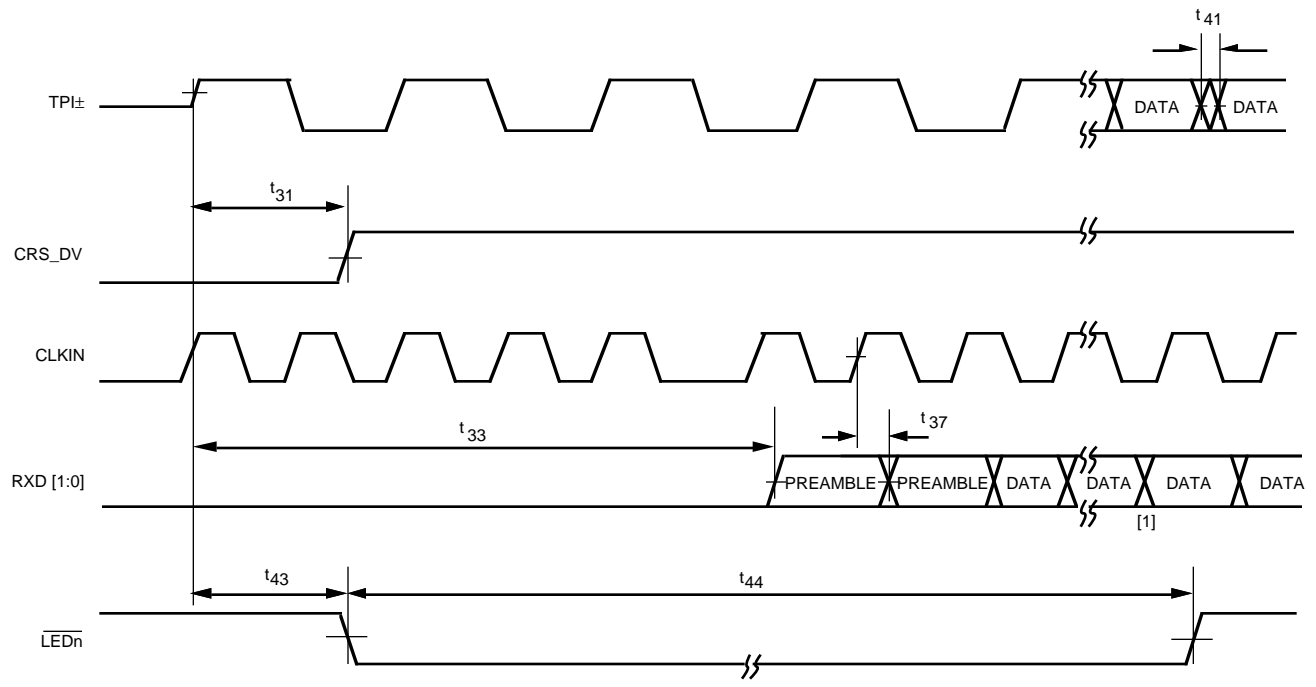 t41
TPI±
DATA DATA
t31
CRS_DV
CLKIN
t33
t37
RXD [1:0]
PREAMBLE PREAMBLE DATA DATA DATA DATA
[1]
t43
t44
LEDn